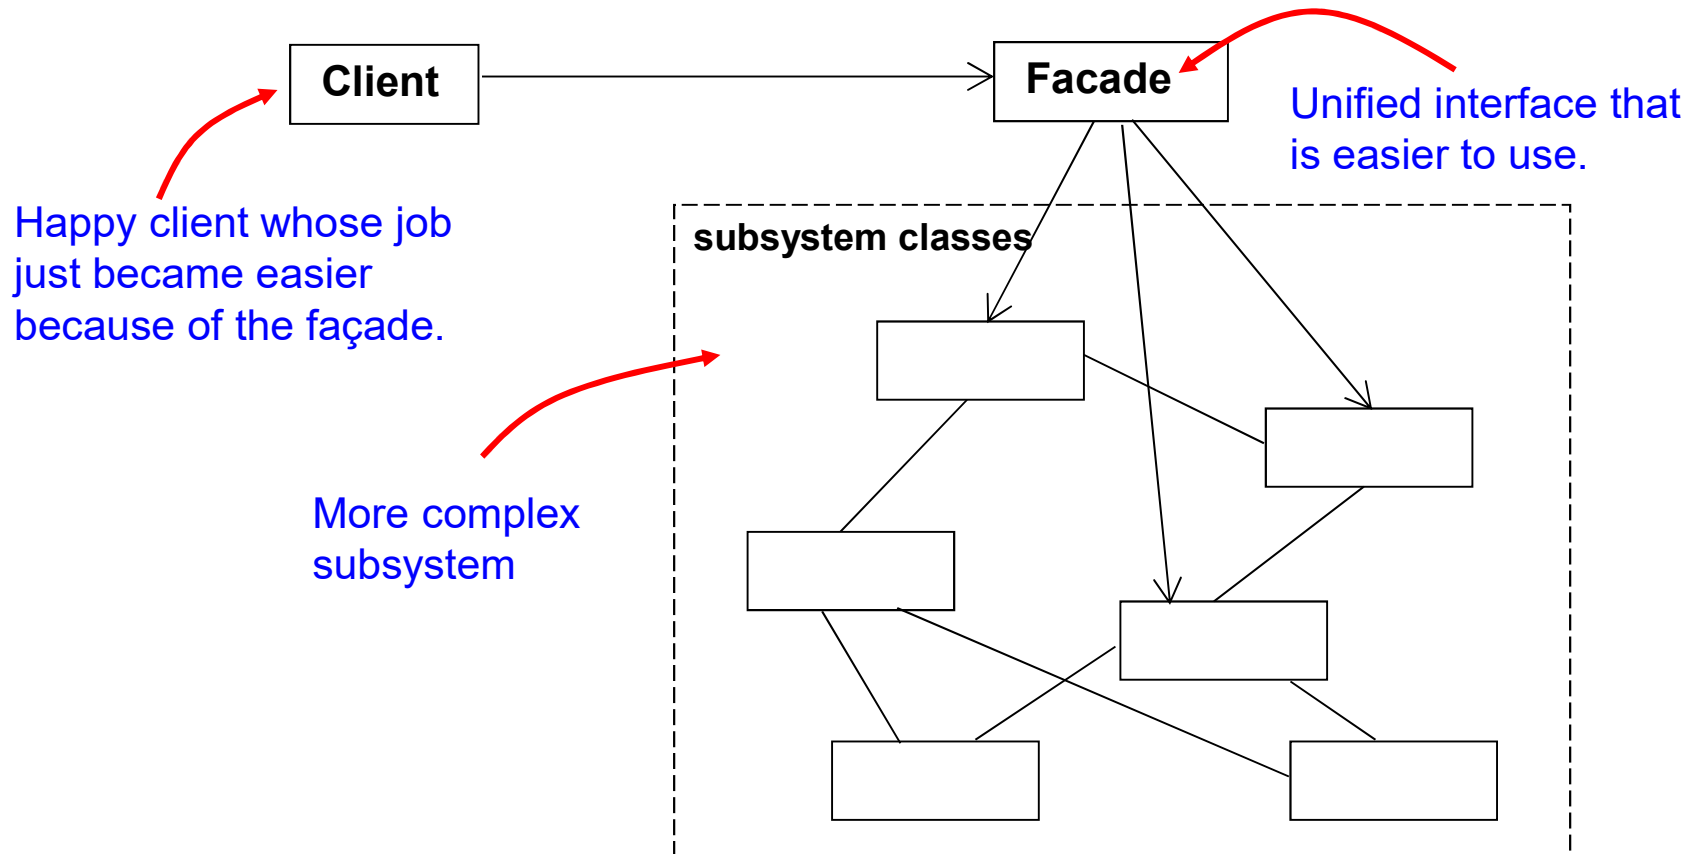 Client
Facade
Unified interface that
is easier to use.
Happy client whose job
just became easier
because of the façade.
subsystem classes
More complex
subsystem